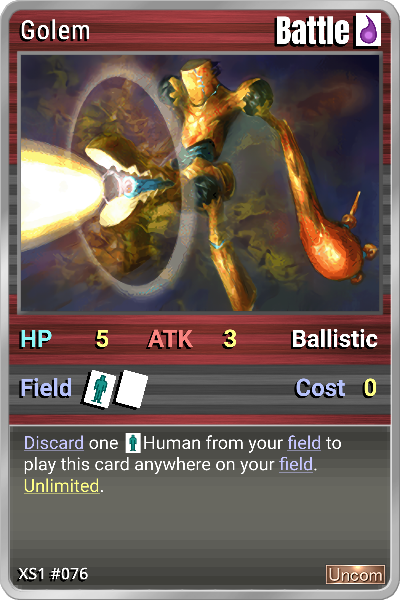 Golem Battle
HP 5 ATK 3 Ballistic
Field Cost 0
Discard one Human from your field to
play this card anywhere on your field.
Unlimited.
XS1 #076 Uncom